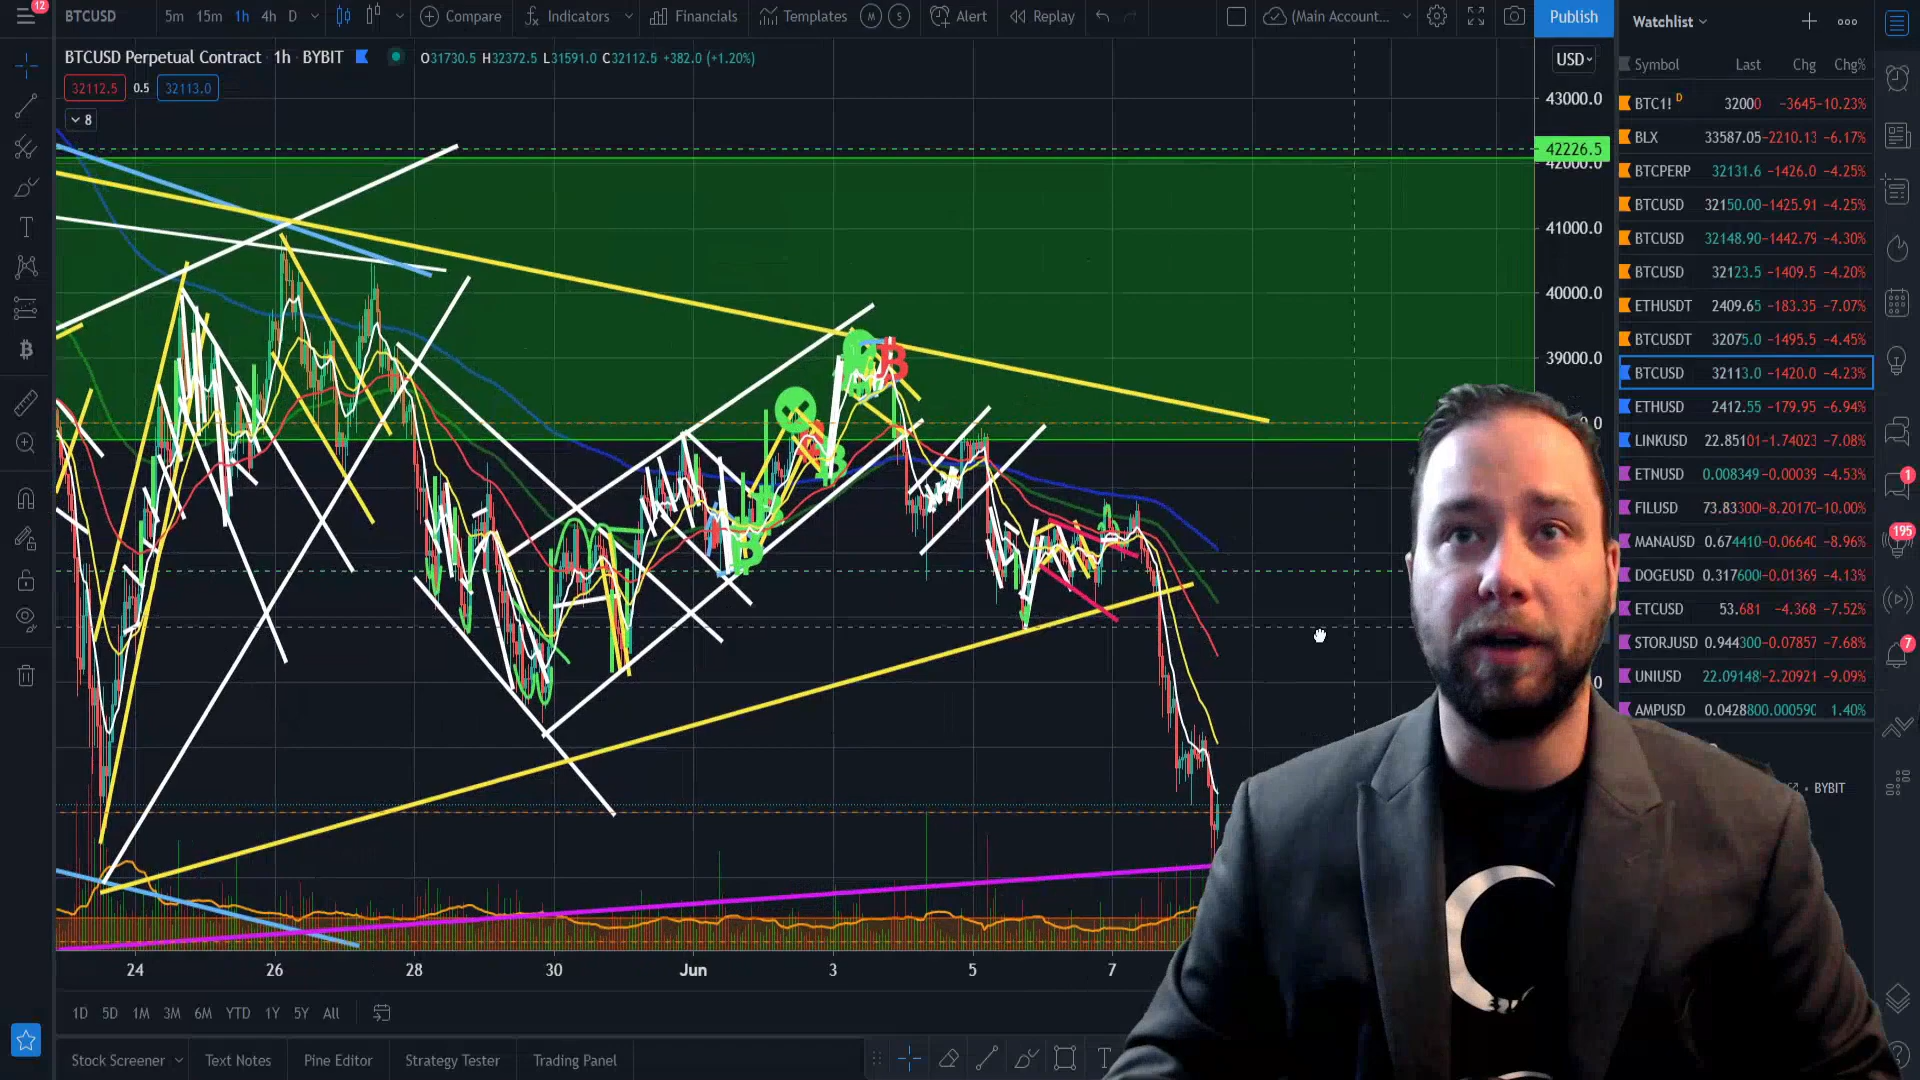 12
BTCUSD 5m 15m 1h 4h D Compare Indicators Financials Templates M S Alert Replay (Main Account... Publish
BTCUSD Perpetual Contract 1h BYBIT O31730.5 H32372.5 L31591.0 C32112.5 +382.0 (+1.20%)
32112.5 0.5 32113.0
8
USD
43000.0
42226.5
42000.0
41000.0
40000.0
39000.0
24 26 28 30 Jun 3 5 7
1D 5D 1M 3M 6M YTD 1Y 5Y All
Stock Screener Text Notes Pine Editor Strategy Tester Trading Panel
Watchlist
Symbol Last Chg Chg%
BTC1! D 32000 -3645 -10.23%
BLX 33587.05 -2210.13 -6.17%
BTCPERP 32131.6 -1426.0 -4.25%
BTCUSD 32150.00 -1425.91 -4.25%
BTCUSD 32148.90 -1442.79 -4.30%
BTCUSD 32123.5 -1409.5 -4.20%
ETHUSDT 2409.65 -183.35 -7.07%
BTCUSDT 32075.0 -1495.5 -4.45%
BTCUSD 32113.0 -1420.0 -4.23%
ETHUSD 2412.55 -179.95 -6.94%
LINKUSD 22.85101 -1.74023 -7.08%
ETNUSD 0.008349 -0.00039 -4.53%
FILUSD 73.83300 -8.20170 -10.00%
MANAUSD 0.674410 -0.06640 -8.96%
DOGEUSD 0.317600 -0.01369 -4.13%
ETCUSD 53.681 -4.368 -7.52%
STORJUSD 0.944300 -0.07857 -7.68%
UNIUSD 22.09148 -2.20921 -9.09%
AMPUSD 0.0428800 0.000590 1.40%
BYBIT
1
195
7